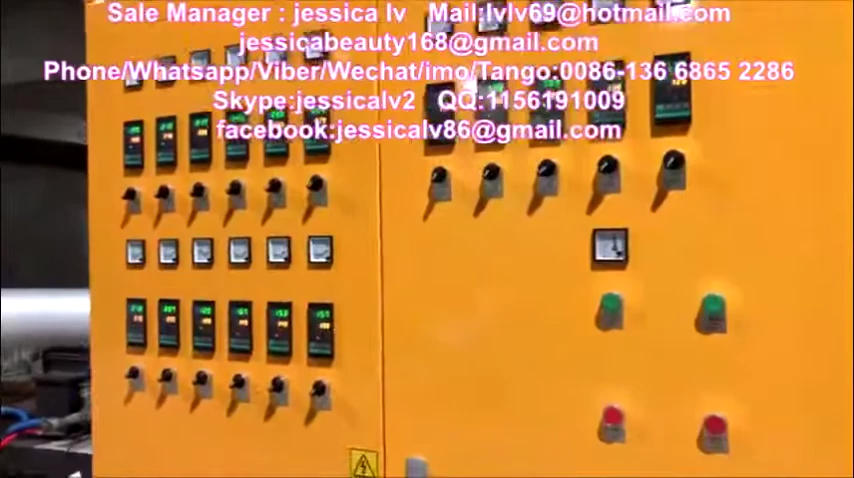 Sale Manager : jessica lv Mail:lvlv69@hotmail.com
jessicabeauty168@gmail.com
Phone/Whatsapp/Viber/Wechat/imo/Tango:0086-136 6865 2286
Skype:jessicalv2 QQ:1156191009
facebook:jessicalv86@gmail.com